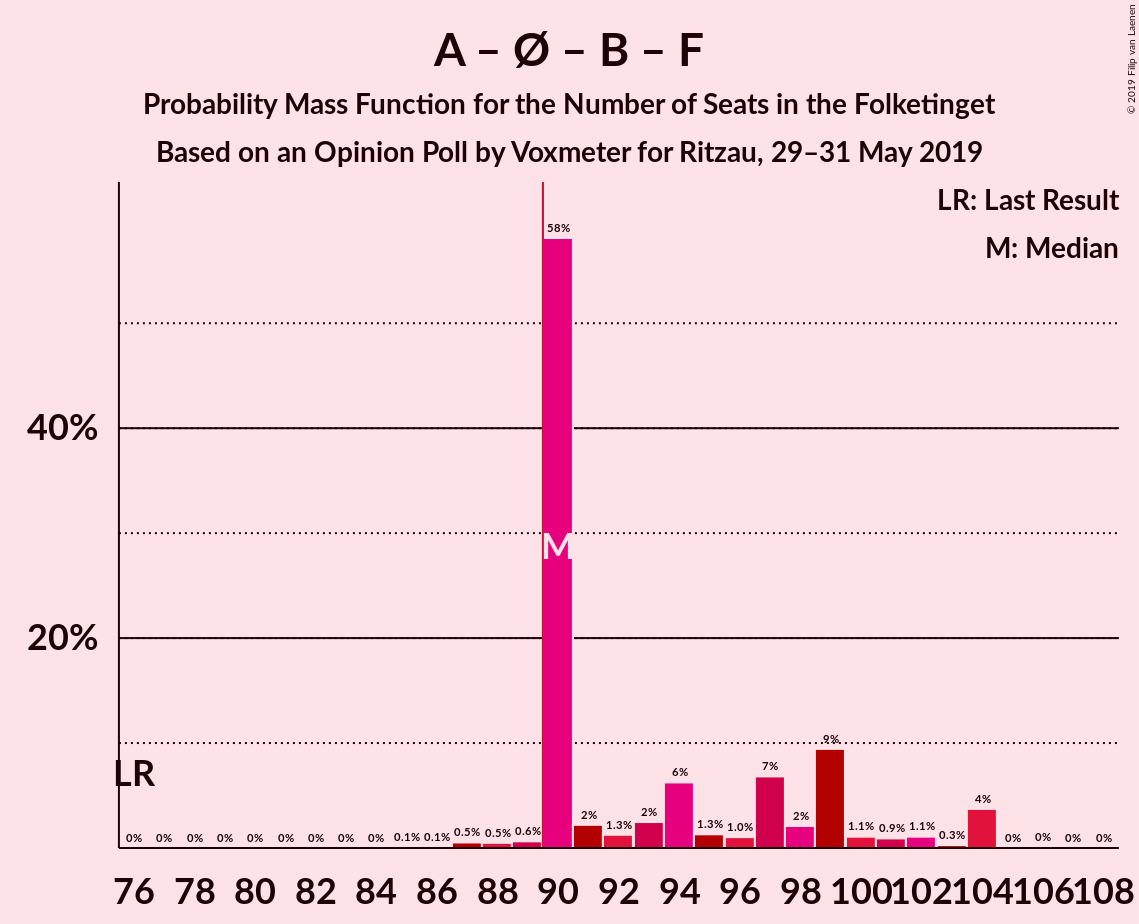 A – Ø – B – F
Probability Mass Function for the Number of Seats in the Folketinget
Based on an Opinion Poll by Voxmeter for Ritzau, 29–31 May 2019
© 2019 Filip van Laenen
LR: Last Result
M: Median
58%
40%
M
20%
LR
0% 0% 0% 0% 0% 0% 0% 0% 0% 0.1% 0.1% 0.5% 0.5% 0.6% 2% 1.3% 2% 6% 1.3% 1.0% 7% 2% 9% 1.1% 0.9% 1.1% 0.3% 4% 0% 0% 0% 0%
76 78 80 82 84 86 88 90 92 94 96 98 100 102 104 106 108